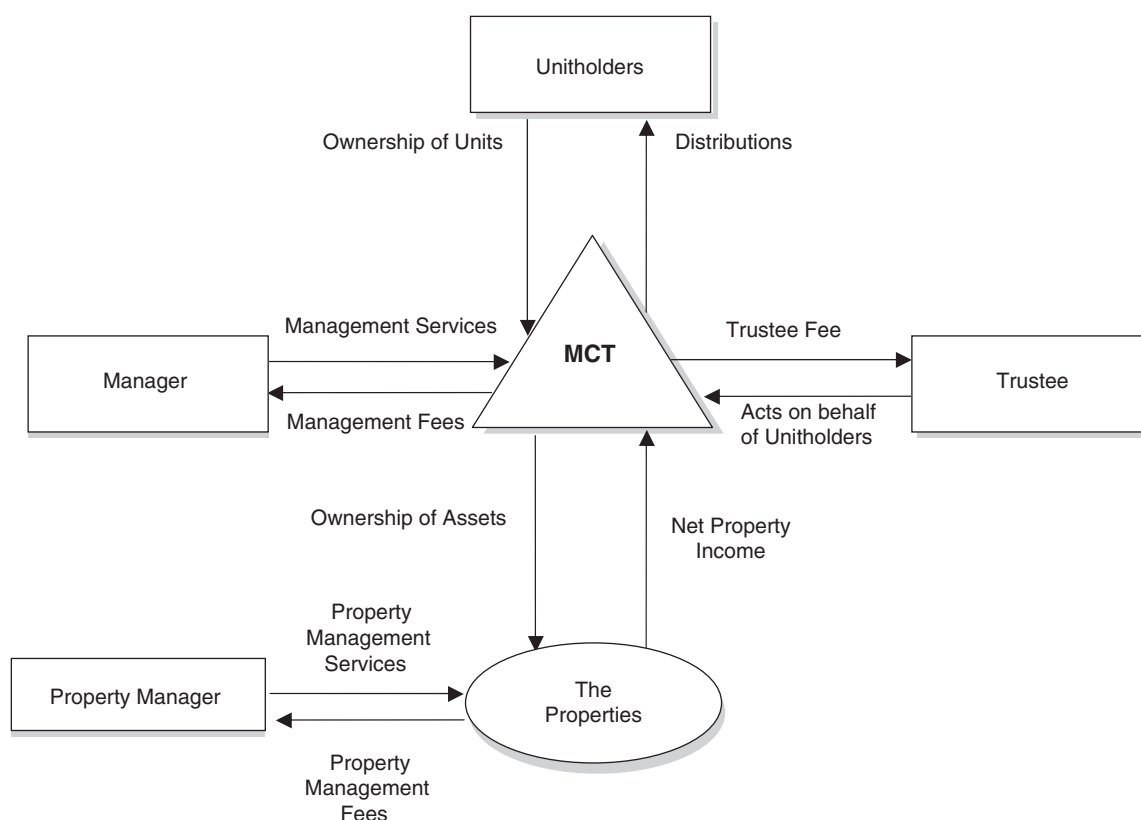 Unitholders
Ownership of Units
Distributions
Management Services
Trustee Fee
Manager
MCT
Trustee
Management Fees
Acts on behalf
of Unitholders
Ownership of Assets
Net Property
Income
Property
Management
Services
Property Manager
The
Properties
Property
Management
Fees